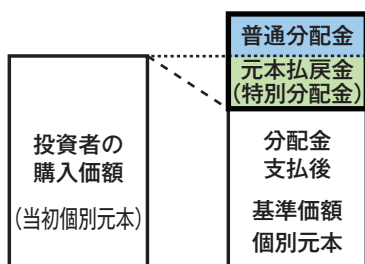 普通分配金
元本払戻金
(特別分配金)
投資者の
購入価額
(当初個別元本)
分配金
支払後
基準価額
個別元本